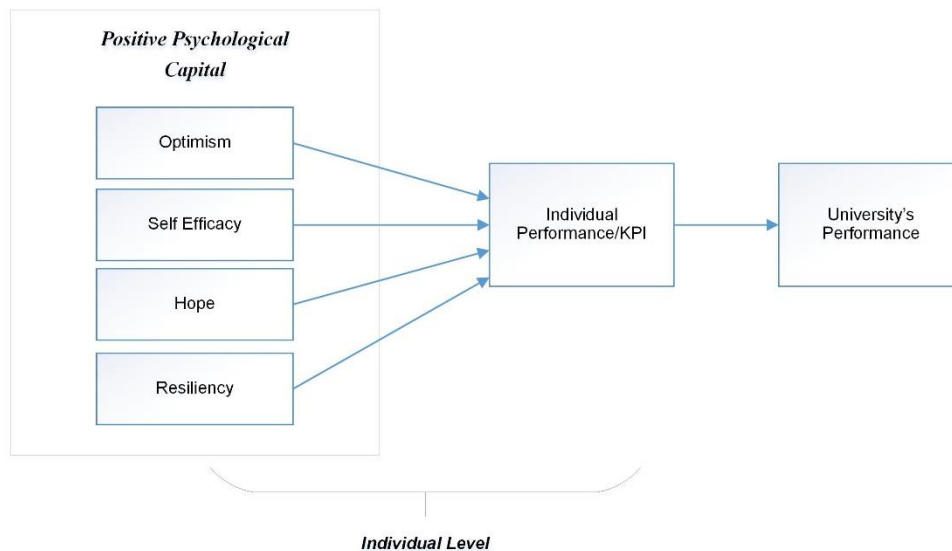 Positive Psychological
Capital
Optimism
Self Efficacy
Hope
Resiliency
Individual
Performance/KPI
University's
Performance
Individual Level